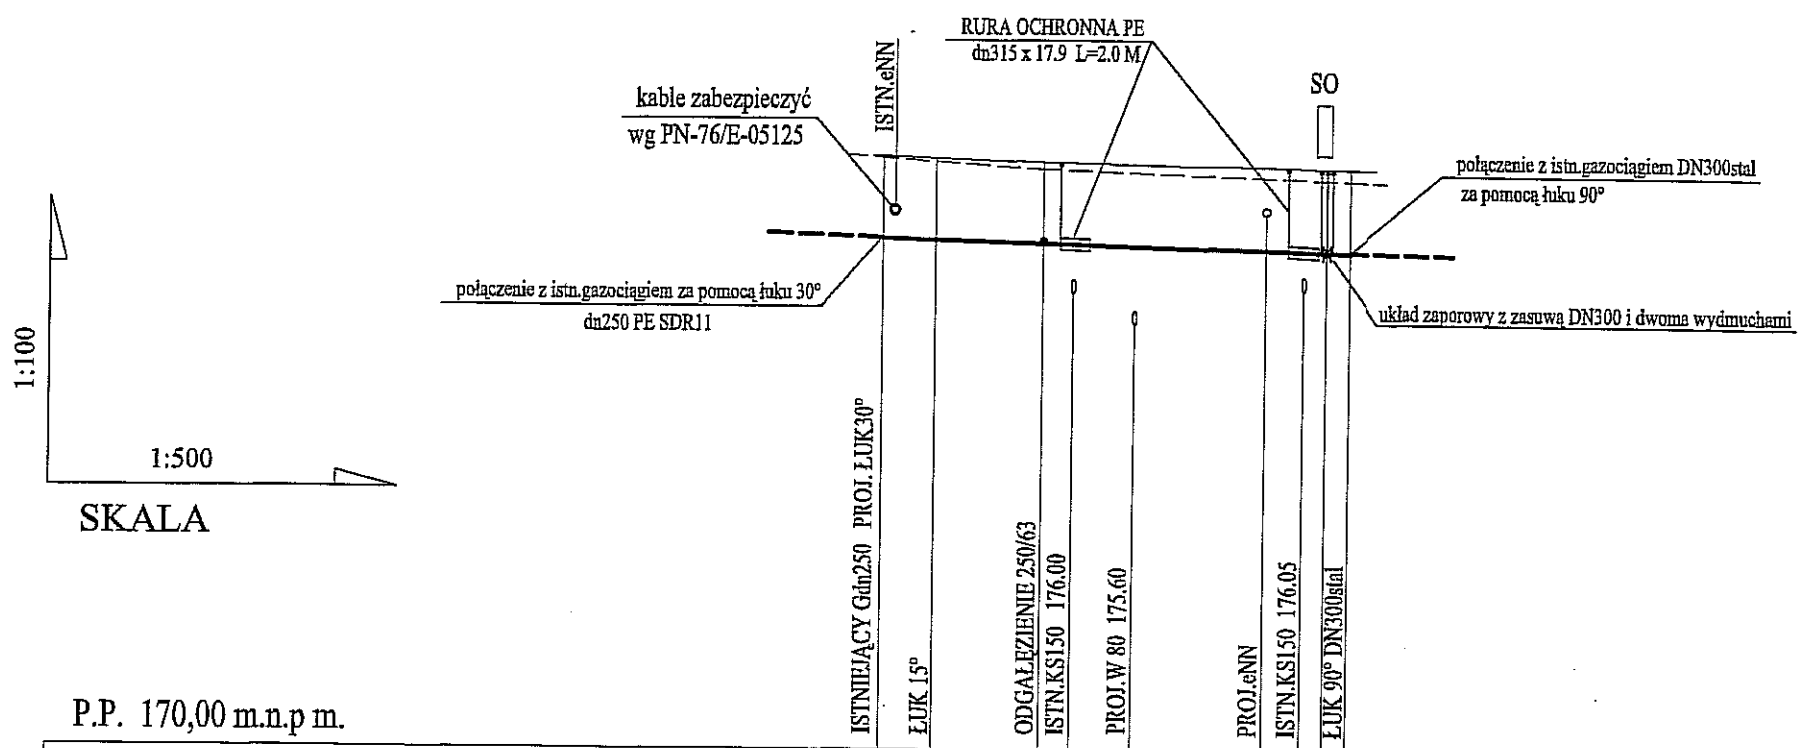 RURA OCHRONNA PE
dn315 x 17.9 L=2.0 M
ISTN.eNN
SO
kable zabezpieczyć
wg PN-76/E-05125
połączenie z istn.gazociągiem DN300stal
za pomocą łuku 90°
połączenie z istn.gazociągiem za pomocą łuku 30°
dn250 PE SDR11
układ zaporowy z zasuwą DN300 i dwoma wydmuchami
1:100
1:500
SKALA
ISTNIEJĄCY Gdn250 PROJ.ŁUK30°
ŁUK 15°
ODGAŁĘZIENIE 250/63
ISTN.KS150 176.00
PROJ.W 80 175.60
PROJ.eNN
ISTN.KS150 176.05
ŁUK 90° DN300stal
P.P. 170,00 m.n.p m.